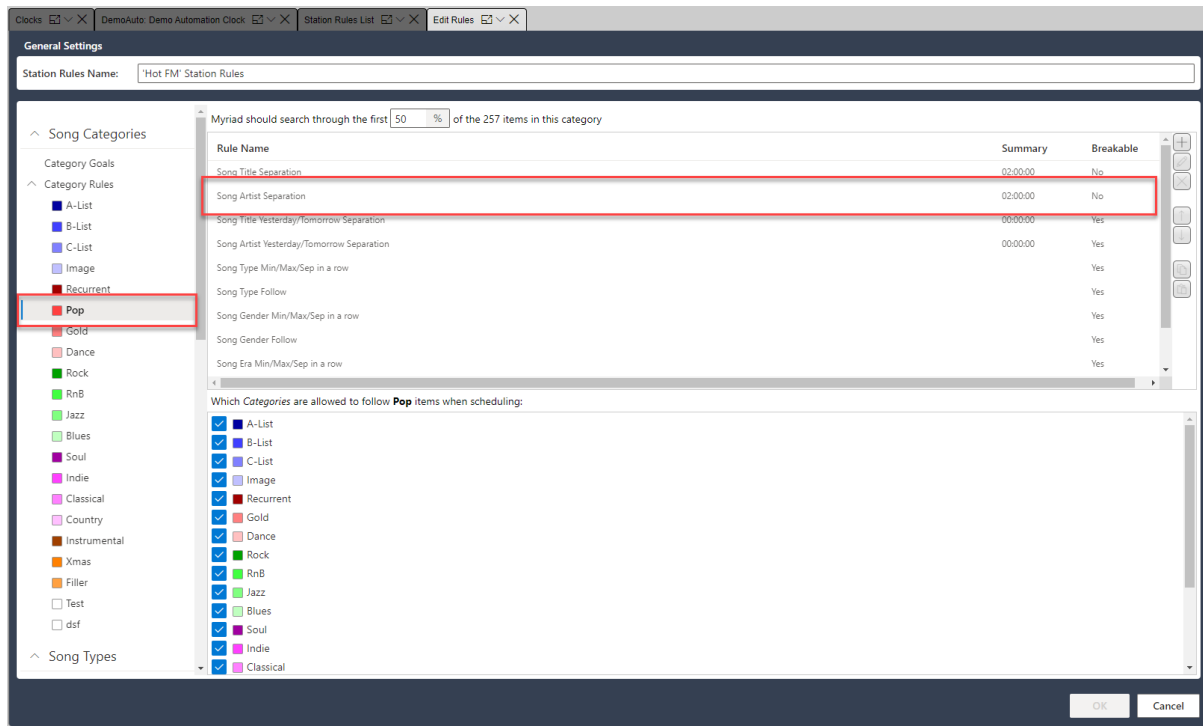 Clocks
DemoAuto: Demo Automation Clock
Station Rules List
Edit Rules
General Settings
Station Rules Name:
'Hot FM' Station Rules
Song Categories
Category Goals
Category Rules
A-List
B-List
C-List
Image
Recurrent
Pop
Gold
Dance
Rock
RnB
Jazz
Blues
Soul
Indie
Classical
Country
Instrumental
Xmas
Filler
Test
dsf
Song Types
Myriad should search through the first 50 % of the 257 items in this category
Rule Name Summary Breakable
Song Title Separation 02:00:00 No
Song Artist Separation 02:00:00 No
Song Title Yesterday/Tomorrow Separation 00:00:00 Yes
Song Artist Yesterday/Tomorrow Separation 00:00:00 Yes
Song Type Min/Max/Sep in a row Yes
Song Type Follow Yes
Song Gender Min/Max/Sep in a row Yes
Song Gender Follow Yes
Song Era Min/Max/Sep in a row Yes
Which Categories are allowed to follow Pop items when scheduling:
A-List
B-List
C-List
Image
Recurrent
Gold
Dance
Rock
RnB
Jazz
Blues
Soul
Indie
Classical
OK
Cancel